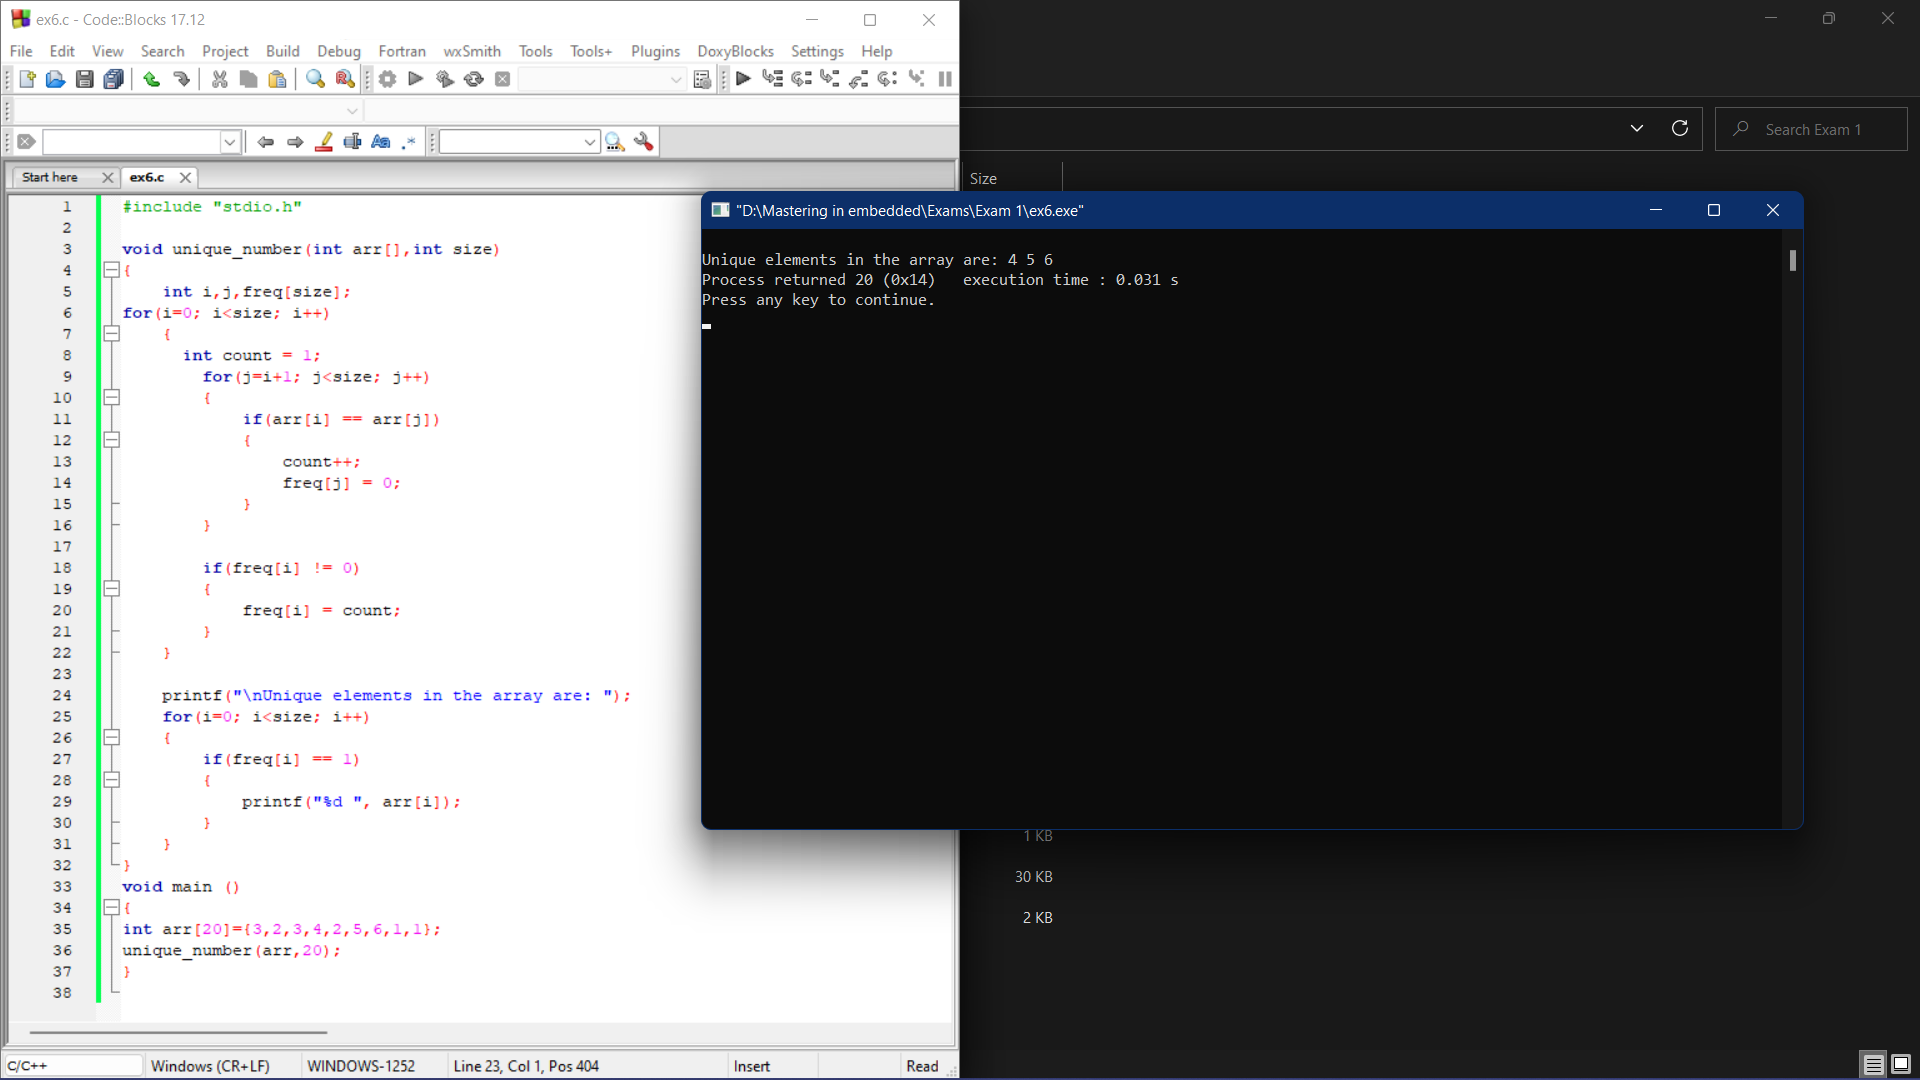 ex6.c - Code::Blocks 17.12
File Edit View Search Project Build Debug Fortran wxSmith Tools Tools+ Plugins DoxyBlocks Settings Help
Start here
ex6.c
1 #include "stdio.h"
2
3 void unique_number(int arr[],int size)
4 {
5 int i,j,freq[size];
6 for(i=0; i<size; i++)
7 {
8 int count = 1;
9 for(j=i+1; j<size; j++)
10 {
11 if(arr[i] == arr[j])
12 {
13 count++;
14 freq[j] = 0;
15 }
16 }
17
18 if(freq[i] != 0)
19 {
20 freq[i] = count;
21 }
22 }
23
24 printf("\nUnique elements in the array are: ");
25 for(i=0; i<size; i++)
26 {
27 if(freq[i] == 1)
28 {
29 printf("%d ", arr[i]);
30 }
31 }
32 }
33 void main ()
34 {
35 int arr[20]={3,2,3,4,2,5,6,1,1};
36 unique_number(arr,20);
37 }
38
C/C++ Windows (CR+LF) WINDOWS-1252 Line 23, Col 1, Pos 404 Insert Read
Search Exam 1
Size
"D:\Mastering in embedded\Exams\Exam 1\ex6.exe"
Unique elements in the array are: 4 5 6
Process returned 20 (0x14) execution time : 0.031 s
Press any key to continue.
1 KB
30 KB
2 KB